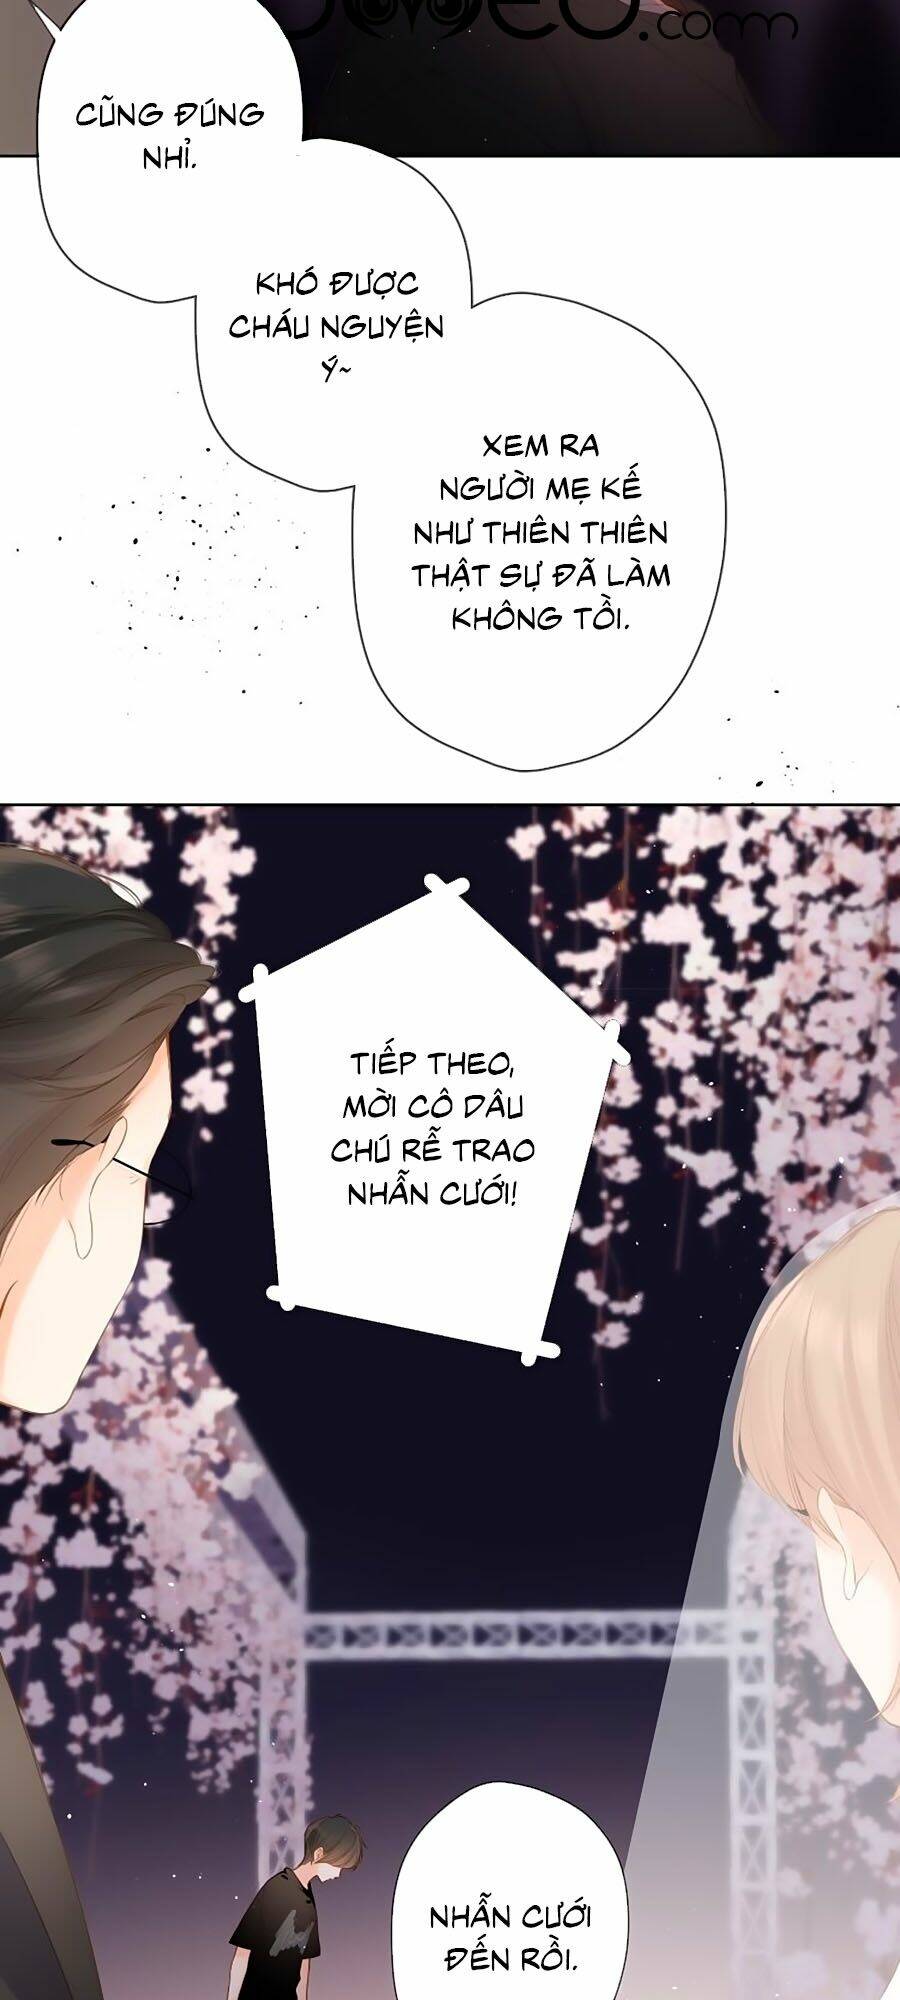 CŨNG ĐÚNG
NHỈ.
KHÓ ĐƯỢC
CHÁU NGUYỆN
Ý~
XEM RA
NGƯỜI MẸ KẾ
NHƯ THIÊN THIÊN
THẬT SỰ ĐÃ LÀM
KHÔNG TỒI.
TIẾP THEO,
MỜI CÔ DÂU
CHÚ RỄ TRAO
NHẪN CƯỚI!
NHẪN CƯỚI
ĐẾN RỒI.